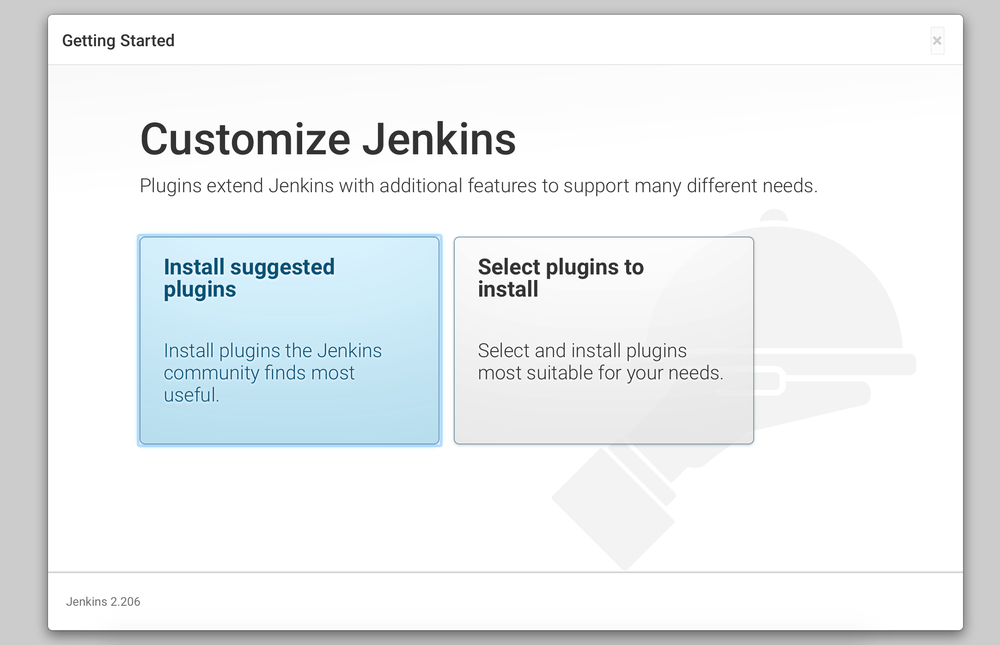 Getting Started
×
Customize Jenkins
Plugins extend Jenkins with additional features to support many different needs.
Install suggested
plugins
Install plugins the Jenkins
community finds most
useful.
Select plugins to
install
Select and install plugins
most suitable for your needs.
Jenkins 2.206